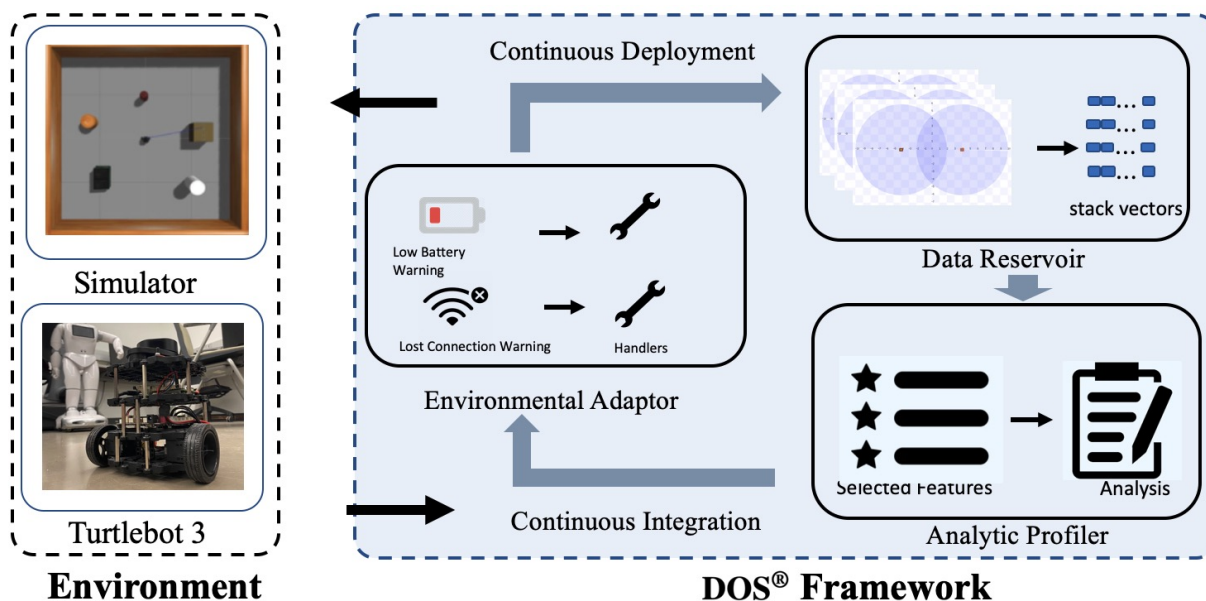 Simulator
Turtlebot 3
Environment
Continuous Deployment
Low Battery
Warning
Lost Connection Warning
Handlers
Environmental Adaptor
Continuous Integration
...
...
...
...
stack vectors
Data Reservoir
Selected Features
Analysis
Analytic Profiler
DOS® Framework